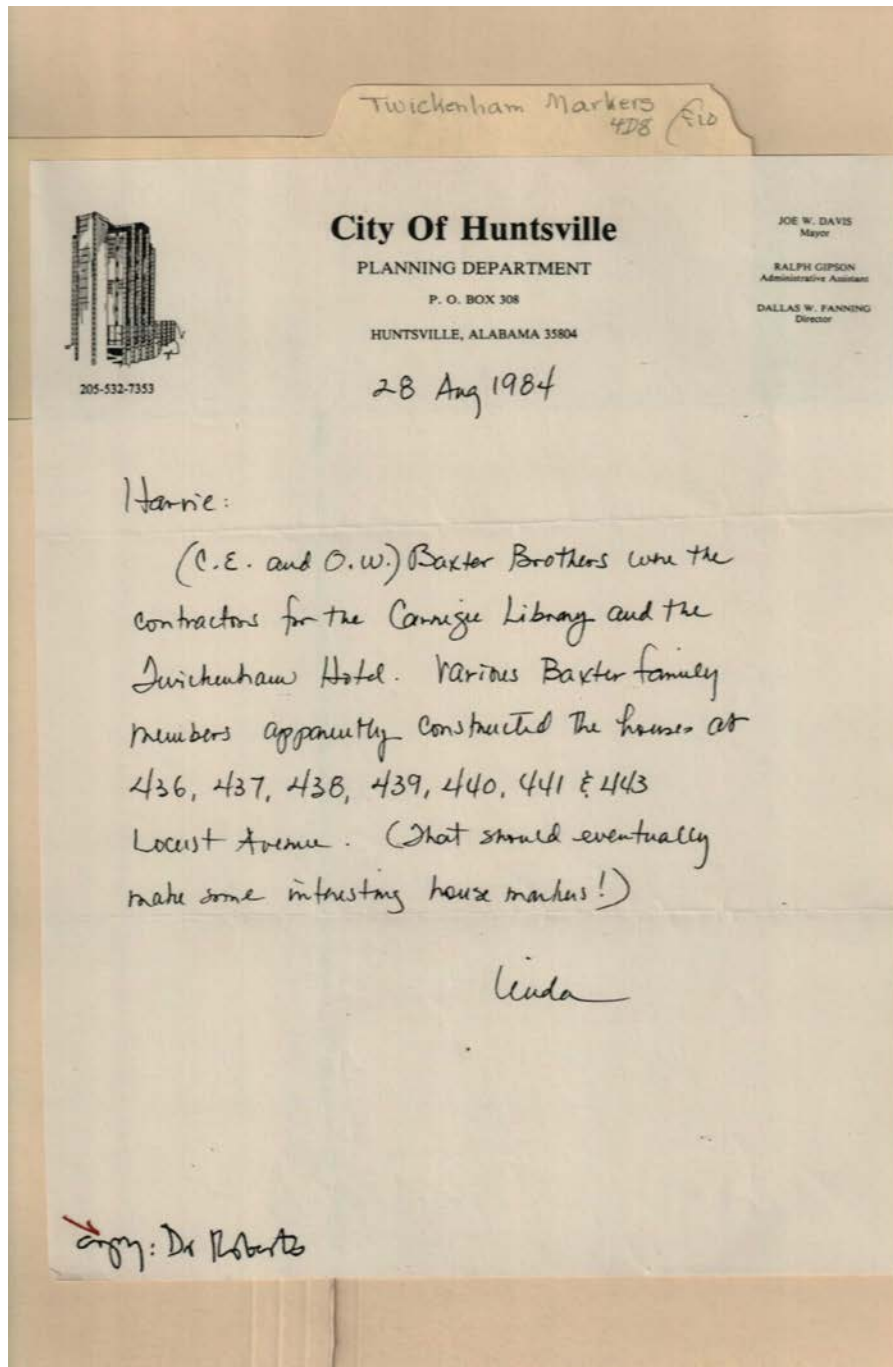 Twickenham Markers
4D8
City Of Huntsville
PLANNING DEPARTMENT
P. O. BOX 308
HUNTSVILLE, ALABAMA 35804
205-532-7353
JOE W. DAVIS
Mayor
RALPH GIPSON
Administrative Assistant
DALLAS W. FANNING
Director
28 Aug 1984
Harrie:
(C.E. and O.W.) Baxter Brothers were the
contractors for the Carnegie Library and the
Twickenham Hotel. Various Baxter family
members apparently constructed the houses at
436, 437, 438, 439, 440, 441 & 443
Locust Avenue. (That should eventually
make some interesting house markers!)
Linda
copy: Dr Roberts